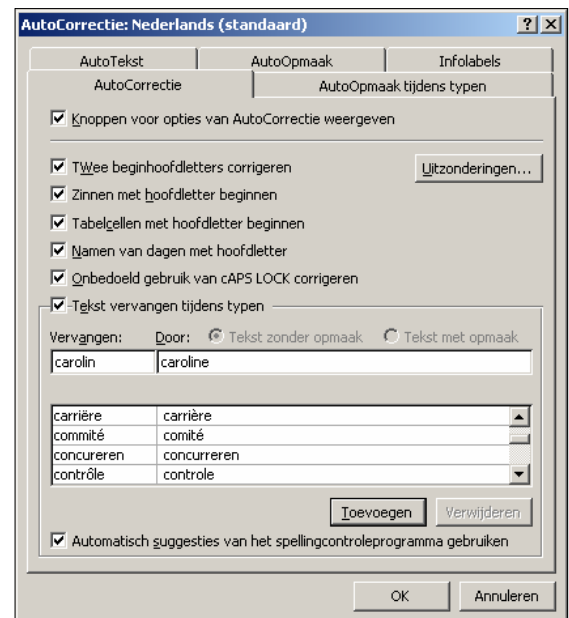 AutoCorrectie: Nederlands (standaard)
AutoTekst AutoOpmaak Infolabels
AutoCorrectie AutoOpmaak tijdens typen
Knoppen voor opties van AutoCorrectie weergeven
TWee beginhoofdletters corrigeren Uitzonderingen...
Zinnen met hoofdletter beginnen
Tabelcellen met hoofdletter beginnen
Namen van dagen met hoofdletter
Onbedoeld gebruik van cAPS LOCK corrigeren
Tekst vervangen tijdens typen
Vervangen: Door: Tekst zonder opmaak Tekst met opmaak
carolin caroline
carriëre carrière
commité comité
concureren concurreren
contrôle controle
Toevoegen Verwijderen
Automatisch suggesties van het spellingcontroleprogramma gebruiken
OK Annuleren